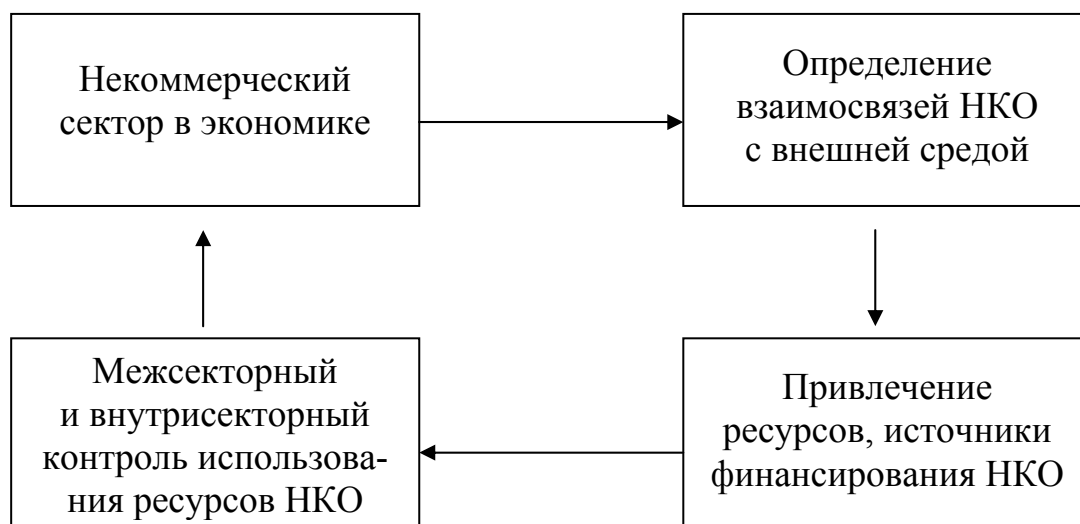 Некоммерческий
сектор в экономике
Определение
взаимосвязей НКО
с внешней средой
Межсекторный
и внутрисекторный
контроль использова-
ния ресурсов НКО
Привлечение
ресурсов, источники
финансирования НКО